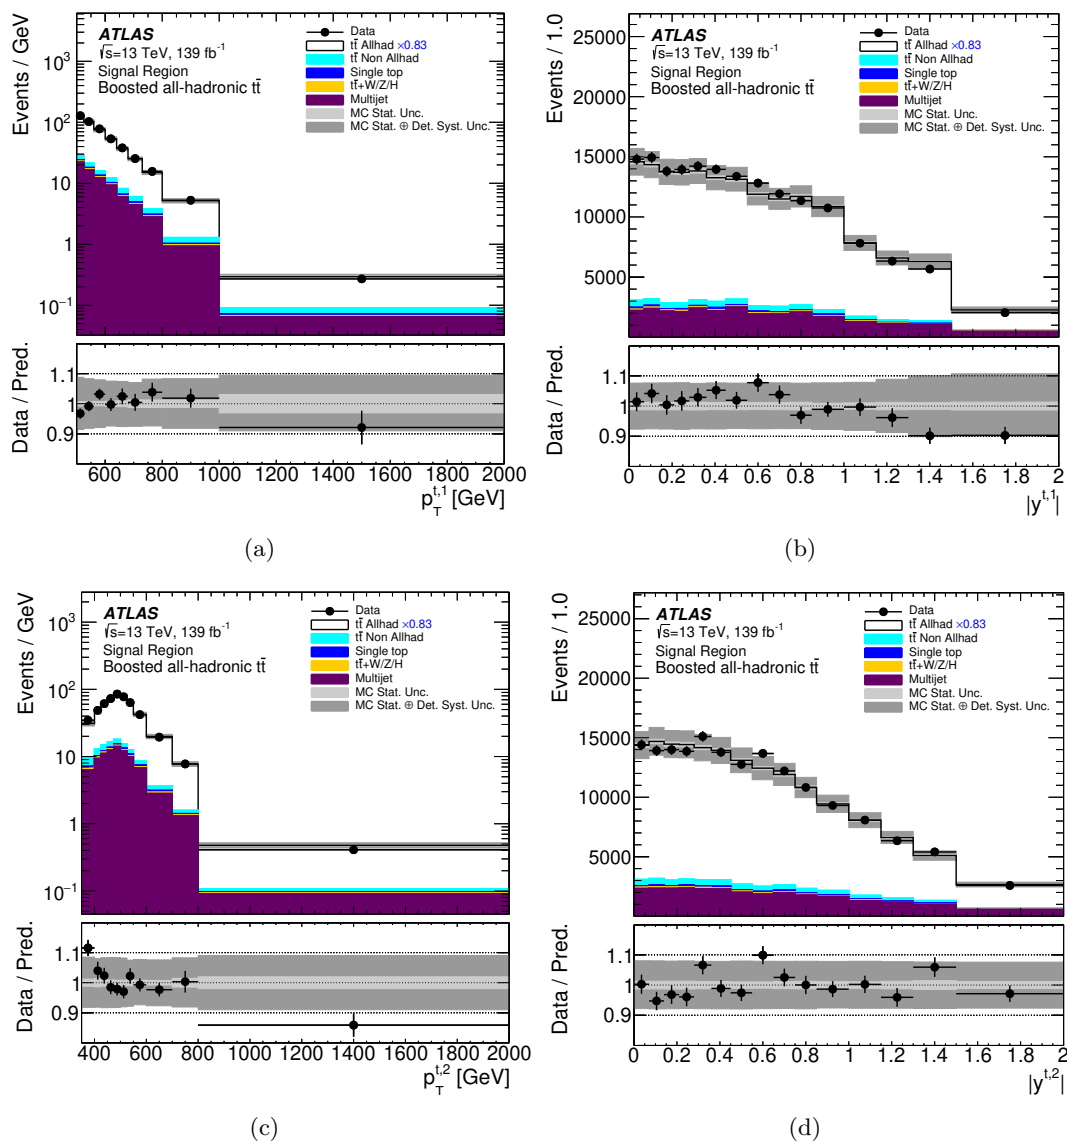 Events / GeV
10³
10²
10
1
10⁻¹
ATLAS
√s=13 TeV, 139 fb⁻¹
Signal Region
Boosted all-hadronic tt̄
Data
tt̄ Allhad ×0.83
tt̄ Non Allhad
Single top
tt̄+W/Z/H
Multijet
MC Stat. Unc.
MC Stat. ⊕ Det. Syst. Unc.
Data / Pred.
1.1
1
0.9
600 800 1000 1200 1400 1600 1800 2000
p_T^{t,1} [GeV]
(a)
Events / 1.0
25000
20000
15000
10000
5000
ATLAS
√s=13 TeV, 139 fb⁻¹
Signal Region
Boosted all-hadronic tt̄
Data
tt̄ Allhad ×0.83
tt̄ Non Allhad
Single top
tt̄+W/Z/H
Multijet
MC Stat. Unc.
MC Stat. ⊕ Det. Syst. Unc.
Data / Pred.
1.1
1
0.9
0 0.2 0.4 0.6 0.8 1 1.2 1.4 1.6 1.8 2
|y^{t,1}|
(b)
Events / GeV
10³
10²
10
1
10⁻¹
ATLAS
√s=13 TeV, 139 fb⁻¹
Signal Region
Boosted all-hadronic tt̄
Data
tt̄ Allhad ×0.83
tt̄ Non Allhad
Single top
tt̄+W/Z/H
Multijet
MC Stat. Unc.
MC Stat. ⊕ Det. Syst. Unc.
Data / Pred.
1.1
1
0.9
400 600 800 1000 1200 1400 1600 1800 2000
p_T^{t,2} [GeV]
(c)
Events / 1.0
25000
20000
15000
10000
5000
ATLAS
√s=13 TeV, 139 fb⁻¹
Signal Region
Boosted all-hadronic tt̄
Data
tt̄ Allhad ×0.83
tt̄ Non Allhad
Single top
tt̄+W/Z/H
Multijet
MC Stat. Unc.
MC Stat. ⊕ Det. Syst. Unc.
Data / Pred.
1.1
1
0.9
0 0.2 0.4 0.6 0.8 1 1.2 1.4 1.6 1.8 2
|y^{t,2}|
(d)